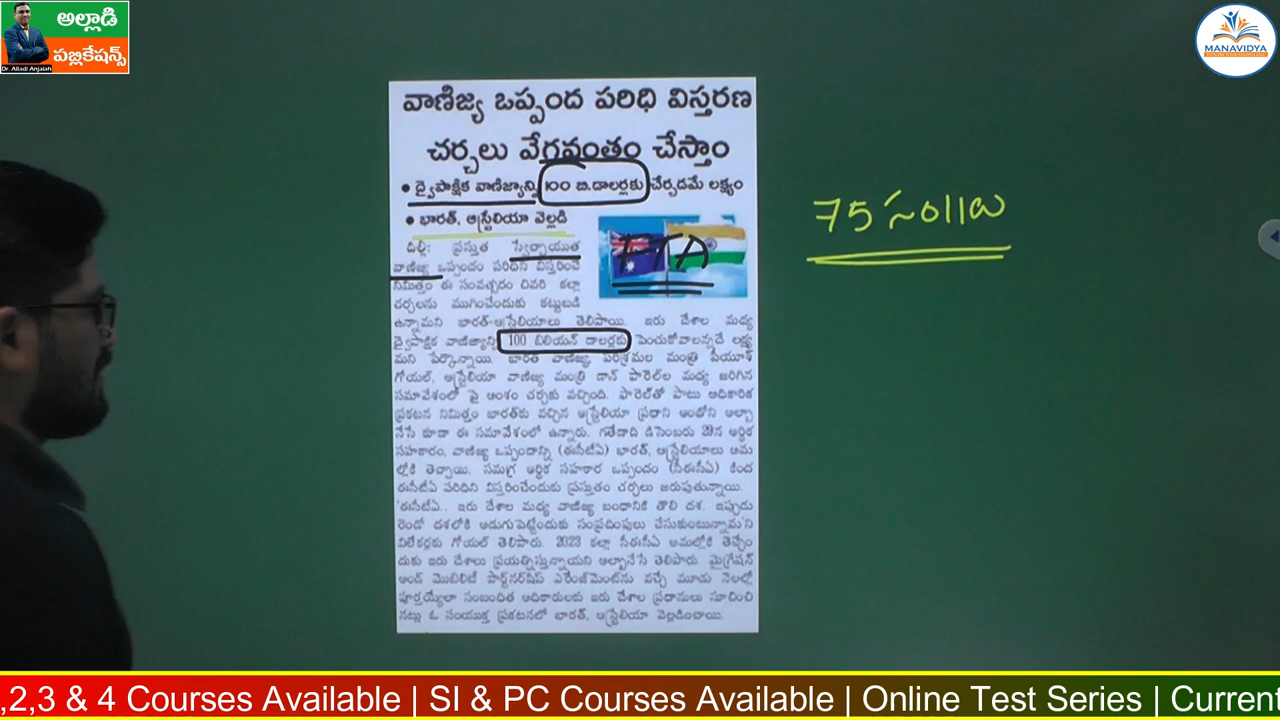 అల్లాడి
పబ్లికేషన్స్
Dr. Alladi Anjaiah
MANAVIDYA
వాణిజ్య ఒప్పంద పరిధి విస్తరణ
చర్చలు వేగవంతం చేస్తాం
• ద్వైపాక్షిక వాణిజ్యాన్ని 100 బి.డాలర్లకు చేర్చడమే లక్ష్యం
• భారత్, ఆస్ట్రేలియా వెల్లడి
FTA
75 సం॥లు
ఢిల్లీ: ప్రస్తుత స్వేచ్ఛాయుత
వాణిజ్య ఒప్పందం పరిధిని విస్తరించే
నిమిత్తం ఈ సంవత్సరం చివరి కల్లా
చర్చలను ముగించేందుకు కట్టుబడి
ఉన్నామని భారత్-ఆస్ట్రేలియాలు తెలిపాయి. ఇరు దేశాల మధ్య
ద్వైపాక్షిక వాణిజ్యాన్ని 100 బిలియన్ డాలర్లకు పెంచుకోవాలన్నదే లక్ష్య
మని పేర్కొన్నాయి. భారత వాణిజ్య, పరిశ్రమల మంత్రి పీయూశ్
గోయల్, ఆస్ట్రేలియా వాణిజ్య మంత్రి డాన్ ఫారెల్‌ల మధ్య జరిగిన
సమావేశంలో పై అంశం చర్చకు వచ్చింది. ఫారెల్‌తో పాటు అధికారిక
ప్రకటన నిమిత్తం భారత్‌కు వచ్చిన ఆస్ట్రేలియా ప్రధాని ఆంటోని అల్బా
నేసే కూడా ఈ సమావేశంలో ఉన్నారు. గతేడాది డిసెంబరు 29న ఆర్థిక
సహకారం, వాణిజ్య ఒప్పందాన్ని (ఈసీటీఏ) భారత్, ఆస్ట్రేలియాలు అమ
ల్లోకి తెచ్చాయి. సమగ్ర ఆర్థిక సహకార ఒప్పందం (సీఈసీఏ) కింద
ఈసీటీఏ పరిధిని విస్తరించేందుకు ప్రస్తుతం చర్చలు జరుపుతున్నాయి.
'ఈసీటీఏ.. ఇరు దేశాల మధ్య వాణిజ్య బంధానికి తొలి దశ. ఇప్పుడు
రెండో దశలోకి అడుగుపెట్టేందుకు సంప్రదింపులు చేసుకుంటున్నామ'ని
విలేకర్లకు గోయల్ తెలిపారు. 2023 కల్లా సీఈసీఏ అమల్లోకి తెచ్చేం
దుకు ఇరు దేశాలు ప్రయత్నిస్తున్నాయని అల్బానేసే తెలిపారు. మైగ్రేషన్
అండ్ మొబిలిటీ పార్ట్‌నర్‌షిప్ ఎరేంజ్‌మెంట్‌ను వచ్చే మూడు నెలల్లో
పూర్తయ్యేలా సంబంధిత అధికారులకు ఇరు దేశాల ప్రధానులు సూచించి
నట్లు ఓ సంయుక్త ప్రకటనలో భారత్, ఆస్ట్రేలియా వెల్లడించాయి.
,2,3 & 4 Courses Available | SI & PC Courses Available | Online Test Series | Current